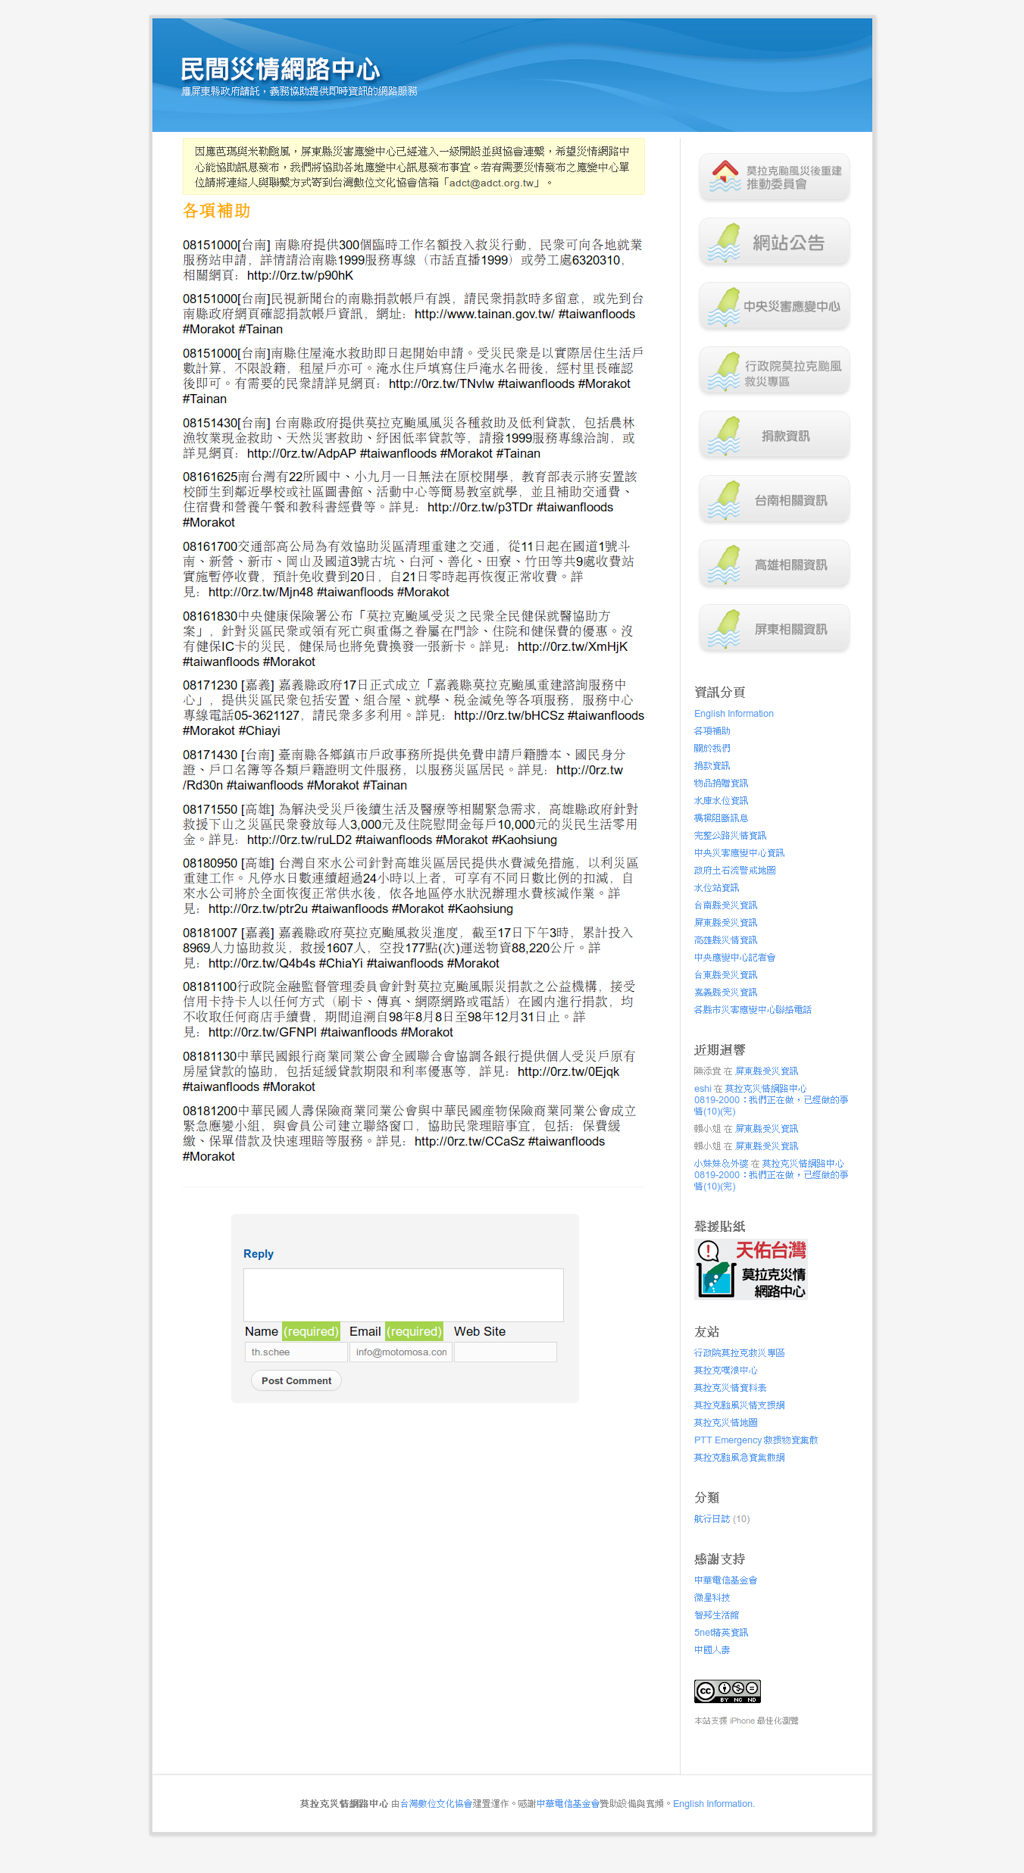 民間災情網路中心
應屏東縣政府請託，義務協助提供即時資訊的網路服務
因應芭瑪與米勒颱風，屏東縣災害應變中心已經進入一級開設並與協會連繫，希望災情網路中
心能協助訊息發布，我們將協助各地應變中心訊息發布事宜。若有需要災情發布之應變中心單
位請將連絡人與聯繫方式寄到台灣數位文化協會信箱「adct@adct.org.tw」。
各項補助
08151000[台南] 南縣府提供300個臨時工作名額投入救災行動，民眾可向各地就業
服務站申請，詳情請洽南縣1999服務專線（市話直播1999）或勞工處6320310，
相關網頁：http://0rz.tw/p90hK
08151000[台南]民視新聞台的南縣捐款帳戶有誤，請民眾捐款時多留意，或先到台
南縣政府網頁確認捐款帳戶資訊，網址：http://www.tainan.gov.tw/ #taiwanfloods
#Morakot #Tainan
08151000[台南]南縣住屋淹水救助即日起開始申請。受災民眾是以實際居住生活戶
數計算，不限設籍，租屋戶亦可。淹水住戶填寫住戶淹水名冊後，經村里長確認
後即可。有需要的民眾請詳見網頁：http://0rz.tw/TNvlw #taiwanfloods #Morakot
#Tainan
08151430[台南] 台南縣政府提供莫拉克颱風風災各種救助及低利貸款，包括農林
漁牧業現金救助、天然災害救助、紓困低率貸款等，請撥1999服務專線洽詢，或
詳見網頁：http://0rz.tw/AdpAP #taiwanfloods #Morakot #Tainan
08161625南台灣有22所國中、小九月一日無法在原校開學，教育部表示將安置該
校師生到鄰近學校或社區圖書館、活動中心等簡易教室就學，並且補助交通費、
住宿費和營養午餐和教科書經費等。詳見：http://0rz.tw/p3TDr #taiwanfloods
#Morakot
08161700交通部高公局為有效協助災區清理重建之交通，從11日起在國道1號斗
南、新營、新市、岡山及國道3號古坑、白河、善化、田寮、竹田等共9處收費站
實施暫停收費，預計免收費到20日，自21日零時起再恢復正常收費。詳
見：http://0rz.tw/Mjn48 #taiwanfloods #Morakot
08161830中央健康保險署公布「莫拉克颱風受災之民眾全民健保就醫協助方
案」，針對災區民眾或領有死亡與重傷之眷屬在門診、住院和健保費的優惠。沒
有健保IC卡的災民，健保局也將免費換發一張新卡。詳見：http://0rz.tw/XmHjK
#taiwanfloods #Morakot
08171230 [嘉義] 嘉義縣政府17日正式成立「嘉義縣莫拉克颱風重建諮詢服務中
心」，提供災區民眾包括安置、組合屋、就學、稅金減免等各項服務，服務中心
專線電話05-3621127，請民眾多多利用。詳見：http://0rz.tw/bHCSz #taiwanfloods
#Morakot #Chiayi
08171430 [台南] 臺南縣各鄉鎮市戶政事務所提供免費申請戶籍謄本、國民身分
證、戶口名簿等各類戶籍證明文件服務，以服務災區居民。詳見：http://0rz.tw
/Rd30n #taiwanfloods #Morakot #Tainan
08171550 [高雄] 為解決受災戶後續生活及醫療等相關緊急需求，高雄縣政府針對
救援下山之災區民眾發放每人3,000元及住院慰問金每戶10,000元的災民生活零用
金。詳見：http://0rz.tw/ruLD2 #taiwanfloods #Morakot #Kaohsiung
08180950 [高雄] 台灣自來水公司針對高雄災區居民提供水費減免措施，以利災區
重建工作。凡停水日數連續超過24小時以上者，可享有不同日數比例的扣減，自
來水公司將於全面恢復正常供水後，依各地區停水狀況辦理水費核減作業。詳
見：http://0rz.tw/ptr2u #taiwanfloods #Morakot #Kaohsiung
08181007 [嘉義] 嘉義縣政府莫拉克颱風救災進度，截至17日下午3時，累計投入
8969人力協助救災，救援1607人，空投177點(次)運送物資88,220公斤。詳
見：http://0rz.tw/Q4b4s #ChiaYi #taiwanfloods #Morakot
08181100行政院金融監督管理委員會針對莫拉克颱風賑災捐款之公益機構，接受
信用卡持卡人以任何方式（刷卡、傳真、網際網路或電話）在國內進行捐款，均
不收取任何商店手續費，期間追溯自98年8月8日至98年12月31日止。詳
見：http://0rz.tw/GFNPl #taiwanfloods #Morakot
08181130中華民國銀行商業同業公會全國聯合會協調各銀行提供個人受災戶原有
房屋貸款的協助，包括延緩貸款期限和利率優惠等，詳見：http://0rz.tw/0Ejqk
#taiwanfloods #Morakot
08181200中華民國人壽保險商業同業公會與中華民國產物保險商業同業公會成立
緊急應變小組，與會員公司建立聯絡窗口，協助民眾理賠事宜，包括：保費緩
繳、保單借款及快速理賠等服務。詳見：http://0rz.tw/CCaSz #taiwanfloods
#Morakot
Reply
Name (required) Email (required) Web Site
th.schee info@motomosa.con
Post Comment
莫拉克颱風災後重建
推動委員會
網站公告
中央災害應變中心
行政院莫拉克颱風
救災專區
捐款資訊
台南相關資訊
高雄相關資訊
屏東相關資訊
資訊分頁
English Information
各項補助
關於我們
捐款資訊
物品捐贈資訊
水庫水位資訊
橋樑阻斷訊息
完整公路災情資訊
中央災害應變中心資訊
政府土石流警戒地圖
水位站資訊
台南縣受災資訊
屏東縣受災資訊
高雄縣災情資訊
中央應變中心記者會
台東縣受災資訊
嘉義縣受災資訊
各縣市災害應變中心聯絡電話
近期迴響
陳添貴 在 屏東縣受災資訊
eshi 在 莫拉克災情網路中心
0819-2000：我們正在做，已經做的事
情(10)(完)
賴小姐 在 屏東縣受災資訊
賴小姐 在 屏東縣受災資訊
小妹妹&外婆 在 莫拉克災情網路中心
0819-2000：我們正在做，已經做的事
情(10)(完)
聲援貼紙
天佑台灣
莫拉克災情
網路中心
友站
行政院莫拉克救災專區
莫拉克噗浪中心
莫拉克災情資料表
莫拉克颱風災情支援網
莫拉克災情地圖
PTT Emergency 救援物資集散
莫拉克颱風急資集散網
分類
航行日誌 (10)
感謝支持
中華電信基金會
微星科技
智邦生活館
5net精英資訊
中國人壽
cc BY NC ND
本站支援 iPhone 最佳化瀏覽
莫拉克災情網路中心 由台灣數位文化協會建置運作。感謝中華電信基金會贊助設備與寬頻。English Information.